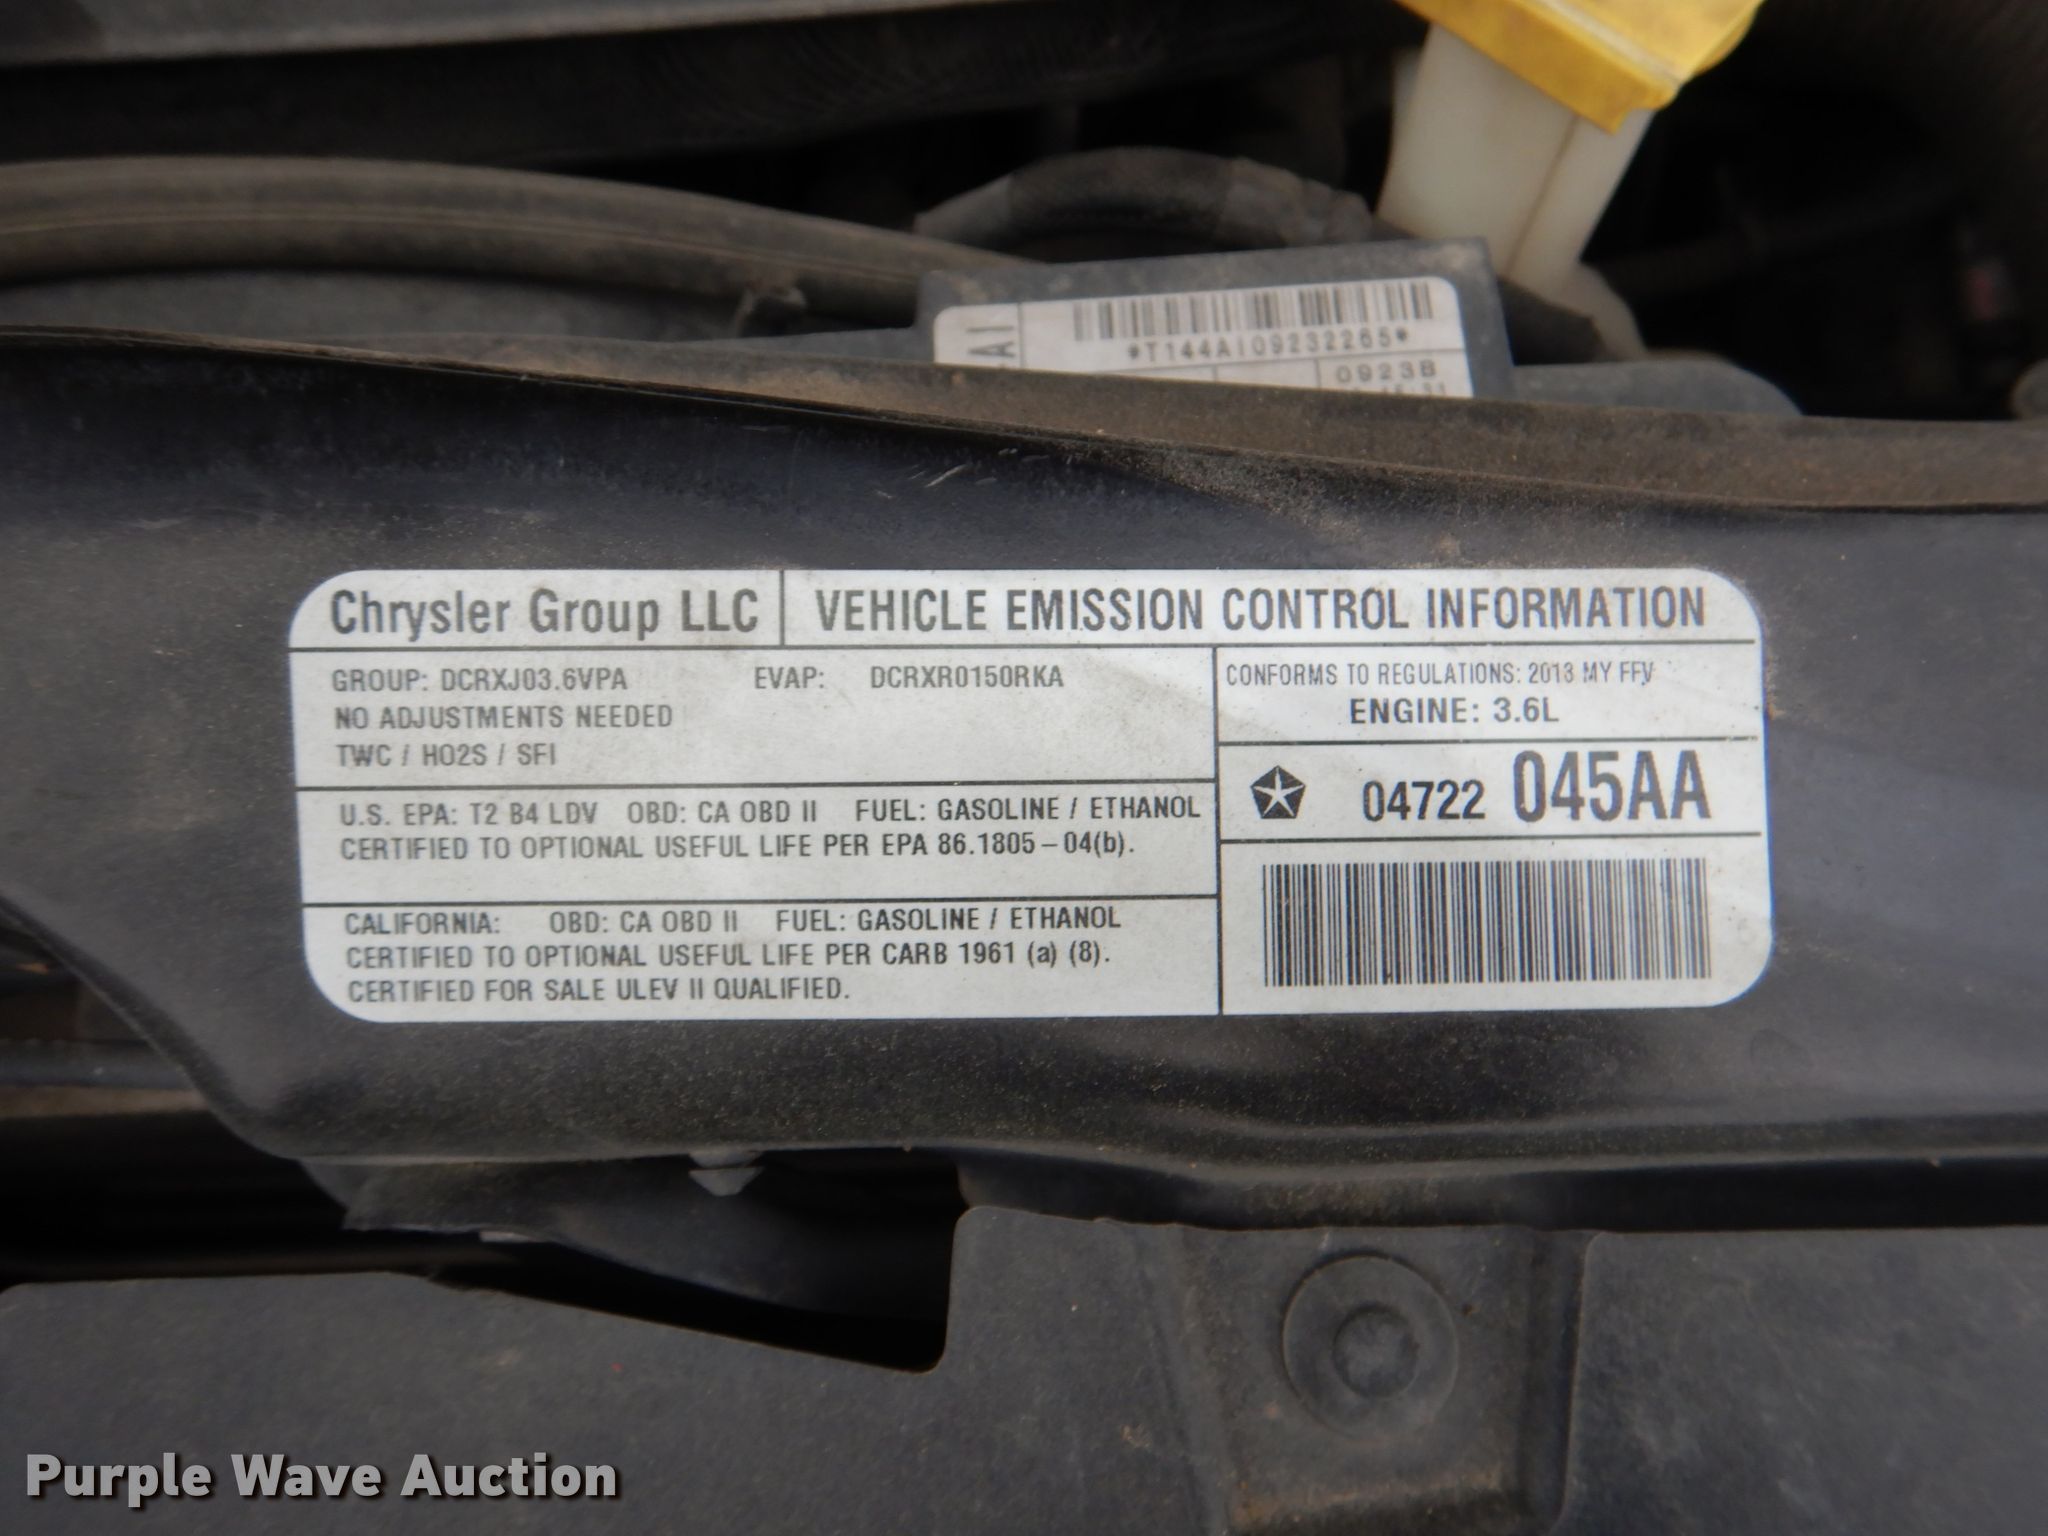 AI
*T144AI09232265*
0923B
Chrysler Group LLC
VEHICLE EMISSION CONTROL INFORMATION
GROUP: DCRXJ03.6VPA EVAP: DCRXR0150RKA
NO ADJUSTMENTS NEEDED
TWC / HO2S / SFI
CONFORMS TO REGULATIONS: 2013 MY FFV
ENGINE: 3.6L
04722 045AA
U.S. EPA: T2 B4 LDV OBD: CA OBD II FUEL: GASOLINE / ETHANOL
CERTIFIED TO OPTIONAL USEFUL LIFE PER EPA 86.1805-04(b).
CALIFORNIA: OBD: CA OBD II FUEL: GASOLINE / ETHANOL
CERTIFIED TO OPTIONAL USEFUL LIFE PER CARB 1961 (a) (8).
CERTIFIED FOR SALE ULEV II QUALIFIED.
Purple Wave Auction